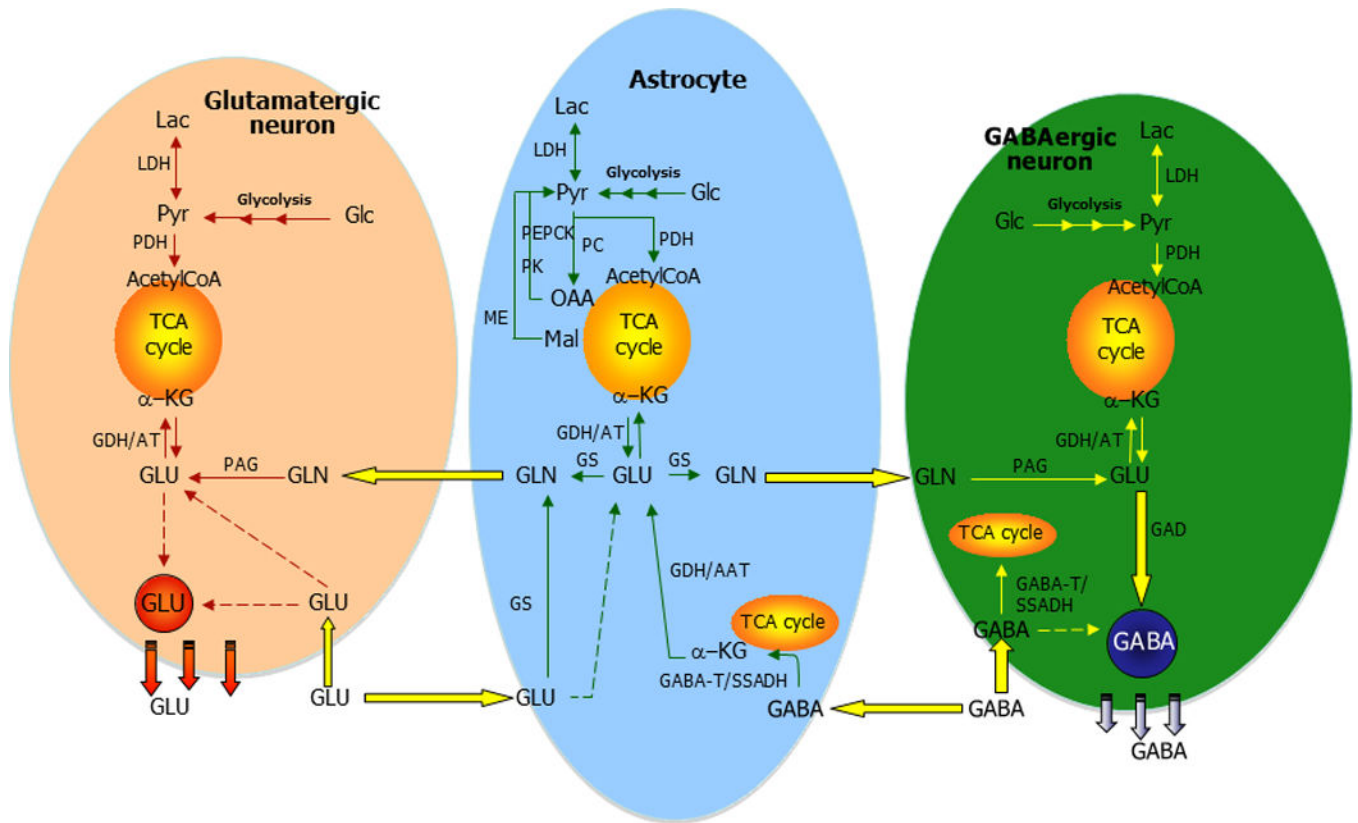 Glutamatergic
neuron
Lac
LDH
Glycolysis
Pyr
Glc
PDH
AcetylCoA
TCA
cycle
α–KG
GDH/AT
GLU
PAG
GLN
GLU
GLU
GLU
GLU
Astrocyte
Lac
LDH
Glycolysis
Pyr
Glc
PEPCK
PC
PDH
PK
AcetylCoA
OAA
ME
Mal
TCA
cycle
α–KG
GDH/AT
GLN
GS
GLU
GS
GLN
GDH/AAT
GS
TCA cycle
α–KG
GABA-T/SSADH
GLU
GABA
GABAergic
neuron
Lac
LDH
Glycolysis
Glc
Pyr
PDH
AcetylCoA
TCA
cycle
α–KG
GDH/AT
GLN
PAG
GLU
TCA cycle
GAD
GABA-T/
SSADH
GABA
GABA
GABA
GABA